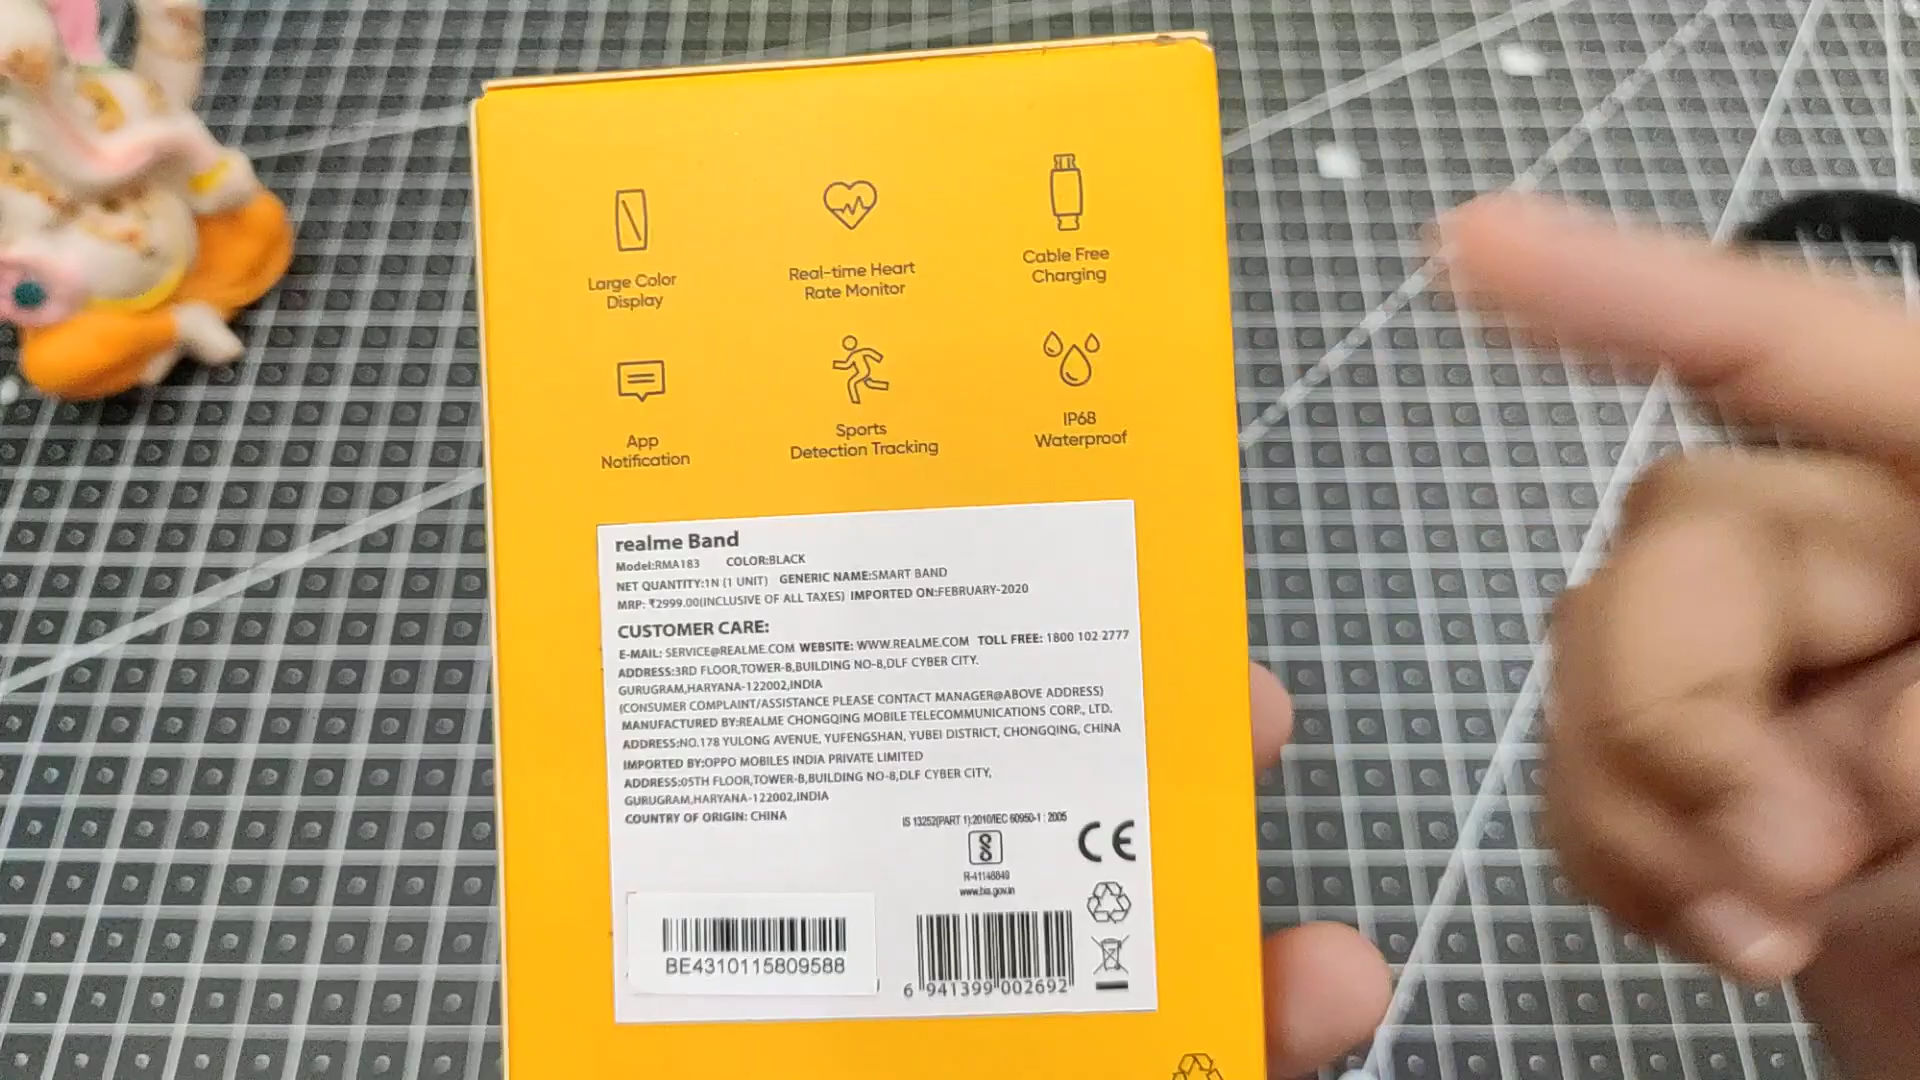 Large Color
Display
Real-time Heart
Rate Monitor
Cable Free
Charging
App
Notification
Sports
Detection Tracking
IP68
Waterproof
realme Band
Model:RMA183 COLOR:BLACK
NET QUANTITY:1N (1 UNIT) GENERIC NAME:SMART BAND
MRP: ₹2999.00(INCLUSIVE OF ALL TAXES) IMPORTED ON:FEBRUARY-2020
CUSTOMER CARE:
E-MAIL: SERVICE@REALME.COM WEBSITE: WWW.REALME.COM TOLL FREE: 1800 102 2777
ADDRESS:3RD FLOOR,TOWER-B,BUILDING NO-8,DLF CYBER CITY.
GURUGRAM,HARYANA-122002,INDIA
(CONSUMER COMPLAINT/ASSISTANCE PLEASE CONTACT MANAGER@ABOVE ADDRESS)
MANUFACTURED BY:REALME CHONGQING MOBILE TELECOMMUNICATIONS CORP., LTD.
ADDRESS:NO.178 YULONG AVENUE, YUFENGSHAN, YUBEI DISTRICT, CHONGQING, CHINA
IMPORTED BY:OPPO MOBILES INDIA PRIVATE LIMITED
ADDRESS:05TH FLOOR,TOWER-B,BUILDING NO-8,DLF CYBER CITY,
GURUGRAM,HARYANA-122002,INDIA
COUNTRY OF ORIGIN: CHINA
IS 13252(PART 1):2010/IEC 60950-1 : 2005
CE
R-41148849
www.bis.gov.in
BE4310115809588
6 941399 002692